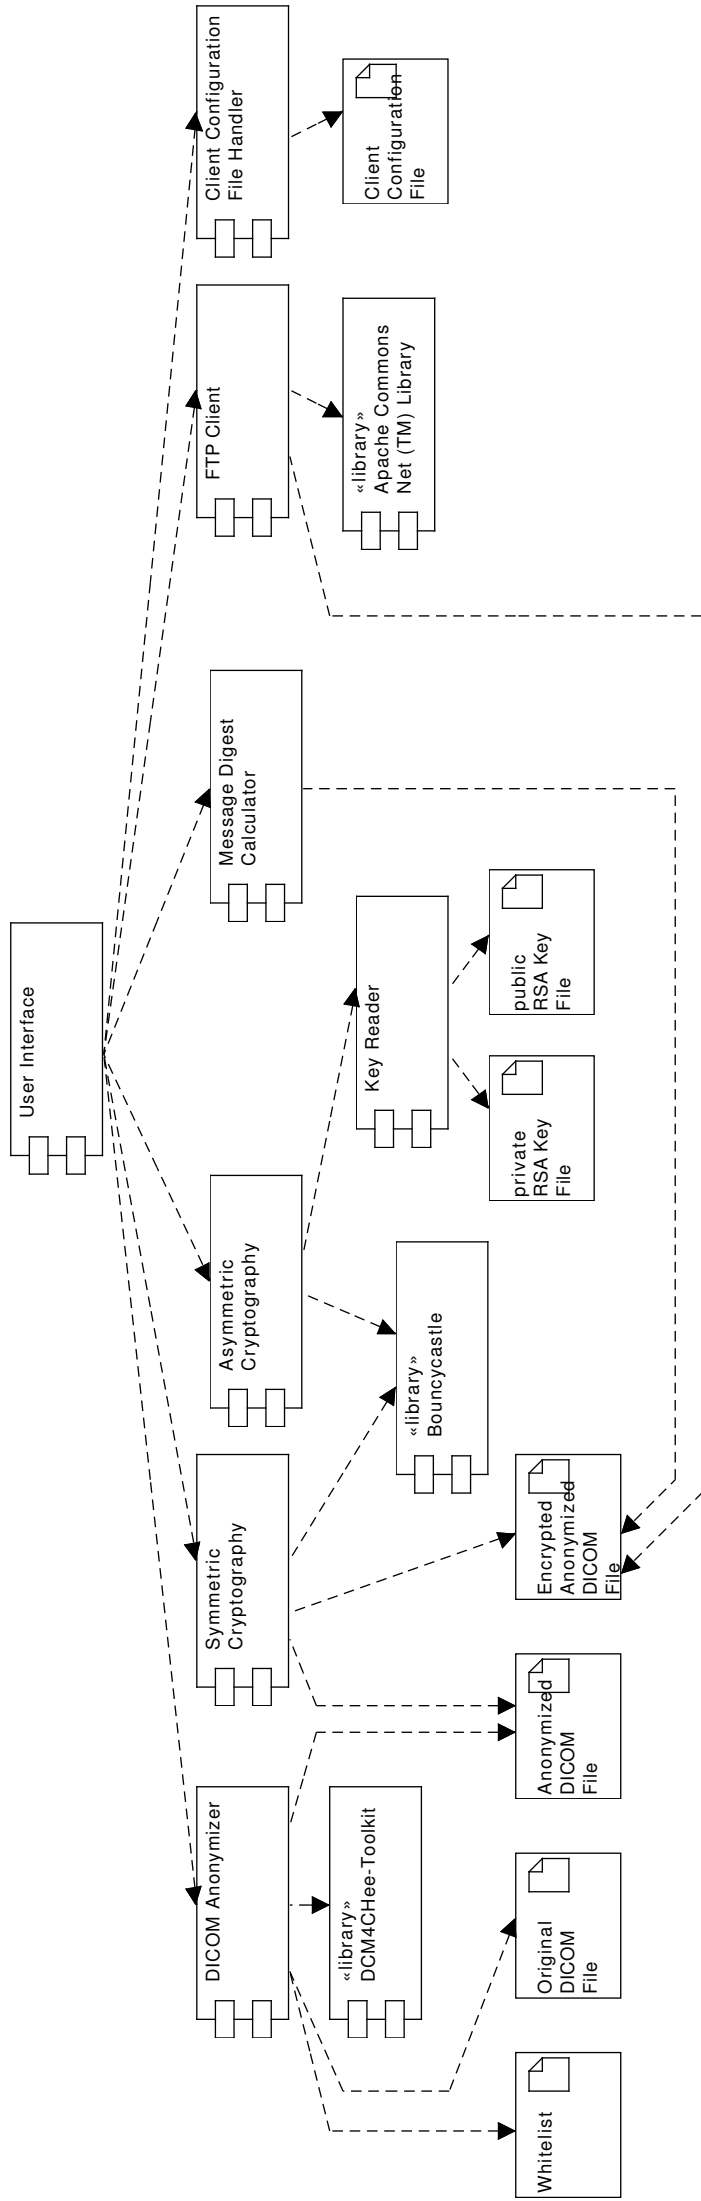 User Interface
DICOM Anonymizer
Symmetric
Cryptography
Asymmetric
Cryptography
Message Digest
Calculator
FTP Client
Client Configuration
File Handler
«library»
DCM4CHee-Toolkit
«library»
Bouncycastle
Key Reader
«library»
Apache Commons
Net (TM) Library
Client
Configuration
File
Whitelist
Original
DICOM
File
Anonymized
DICOM
File
Encrypted
Anonymized
DICOM
File
private
RSA Key
File
public
RSA Key
File